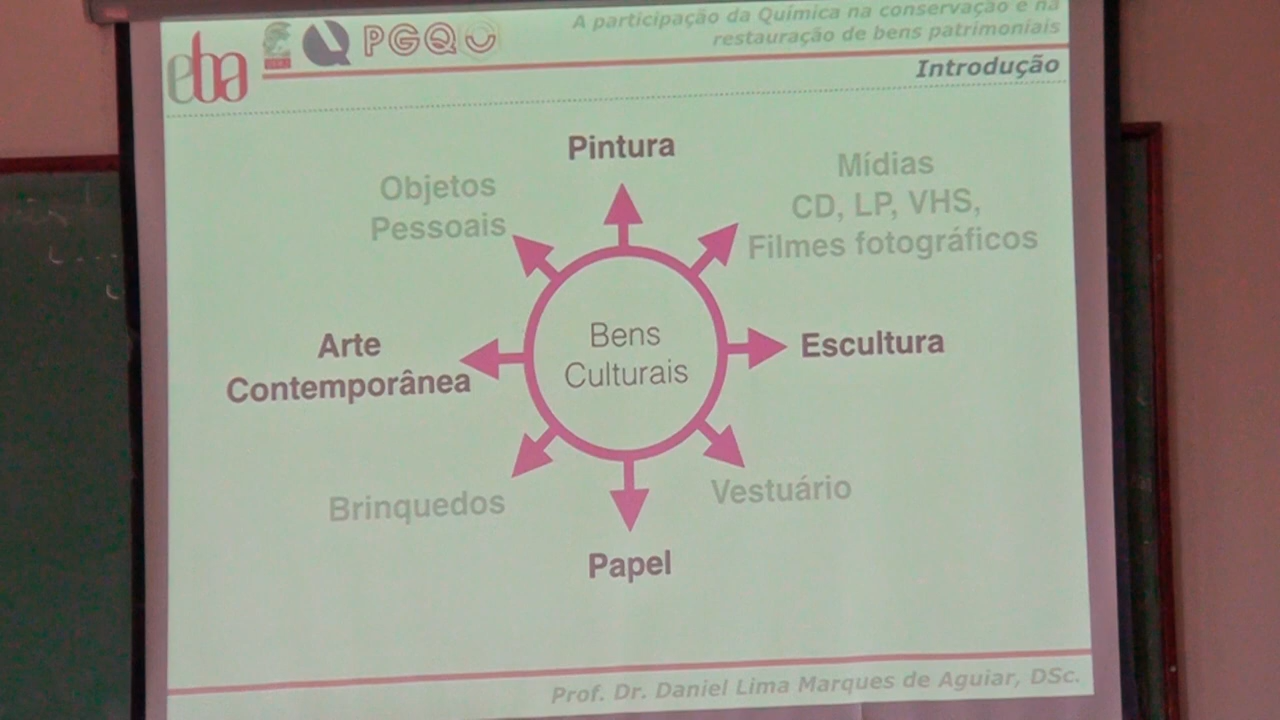 eba
PGQU
A participação da Química na conservação e na
restauração de bens patrimoniais
Introdução
Pintura
Objetos
Pessoais
Mídias
CD, LP, VHS,
Filmes fotográficos
Arte
Contemporânea
Bens
Culturais
Escultura
Brinquedos
Vestuário
Papel
Prof. Dr. Daniel Lima Marques de Aguiar, DSc.